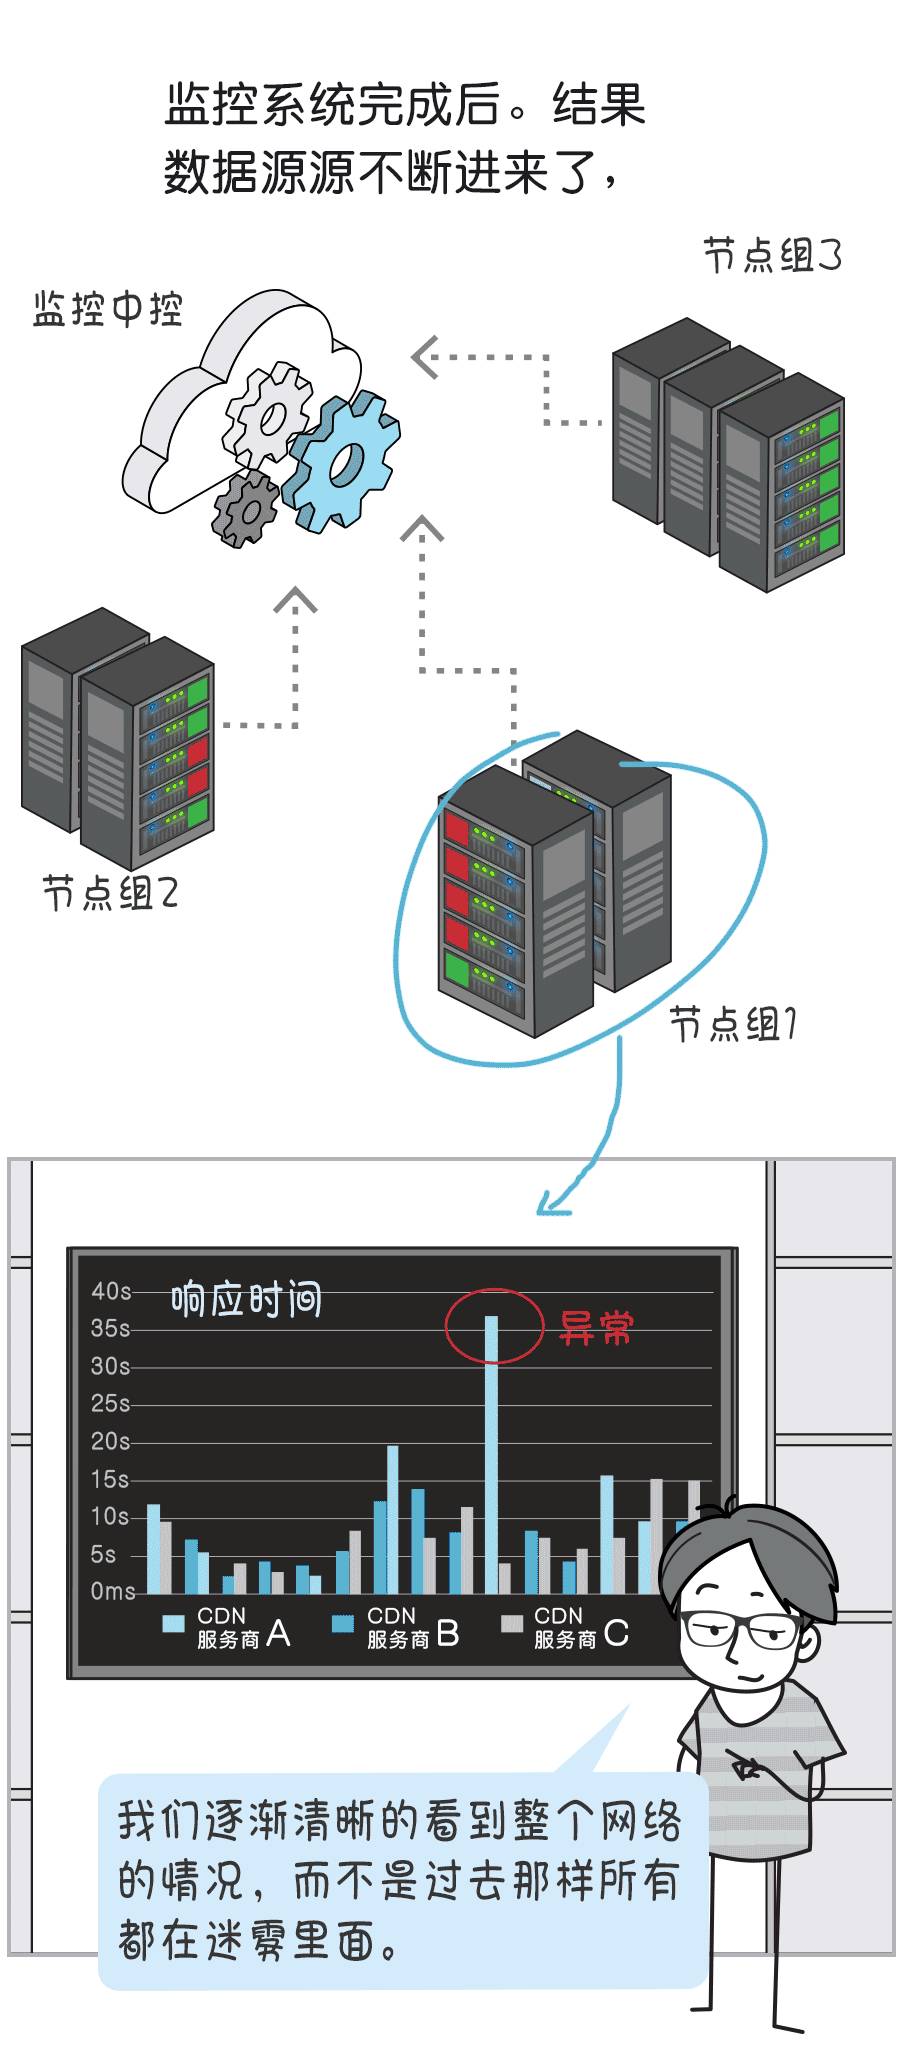 监控系统完成后。结果
数据源源不断进来了，
节点组3
监控中控
节点组2
节点组1
40s
响应时间
35s
异常
30s
25s
20s
15s
10s
5s
0ms
CDN
服务商A
CDN
服务商B
CDN
服务商C
我们逐渐清晰的看到整个网络
的情况，而不是过去那样所有
都在迷雾里面。